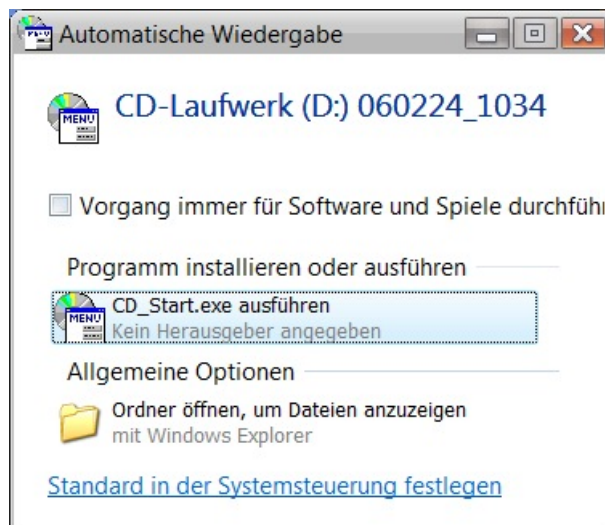 Automatische Wiedergabe
CD-Laufwerk (D:) 060224_1034
Vorgang immer für Software und Spiele durchführ
Programm installieren oder ausführen
MENU
CD_Start.exe ausführen
Kein Herausgeber angegeben
Allgemeine Optionen
Ordner öffnen, um Dateien anzuzeigen
mit Windows Explorer
Standard in der Systemsteuerung festlegen